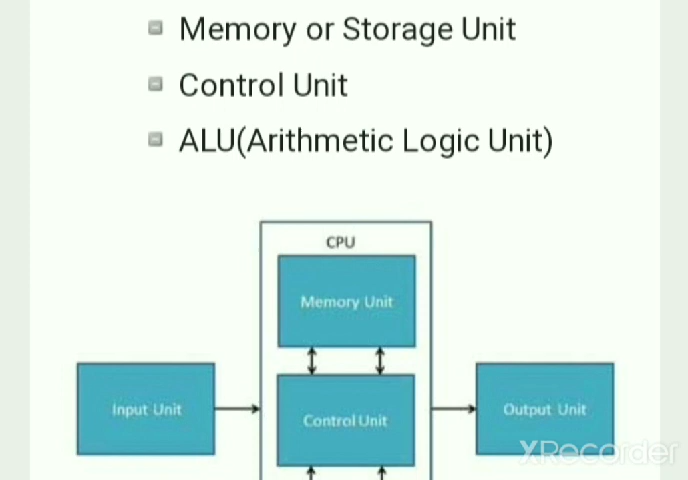 Memory or Storage Unit
Control Unit
ALU(Arithmetic Logic Unit)
CPU
Memory Unit
Input Unit
Control Unit
Output Unit
XRecorder